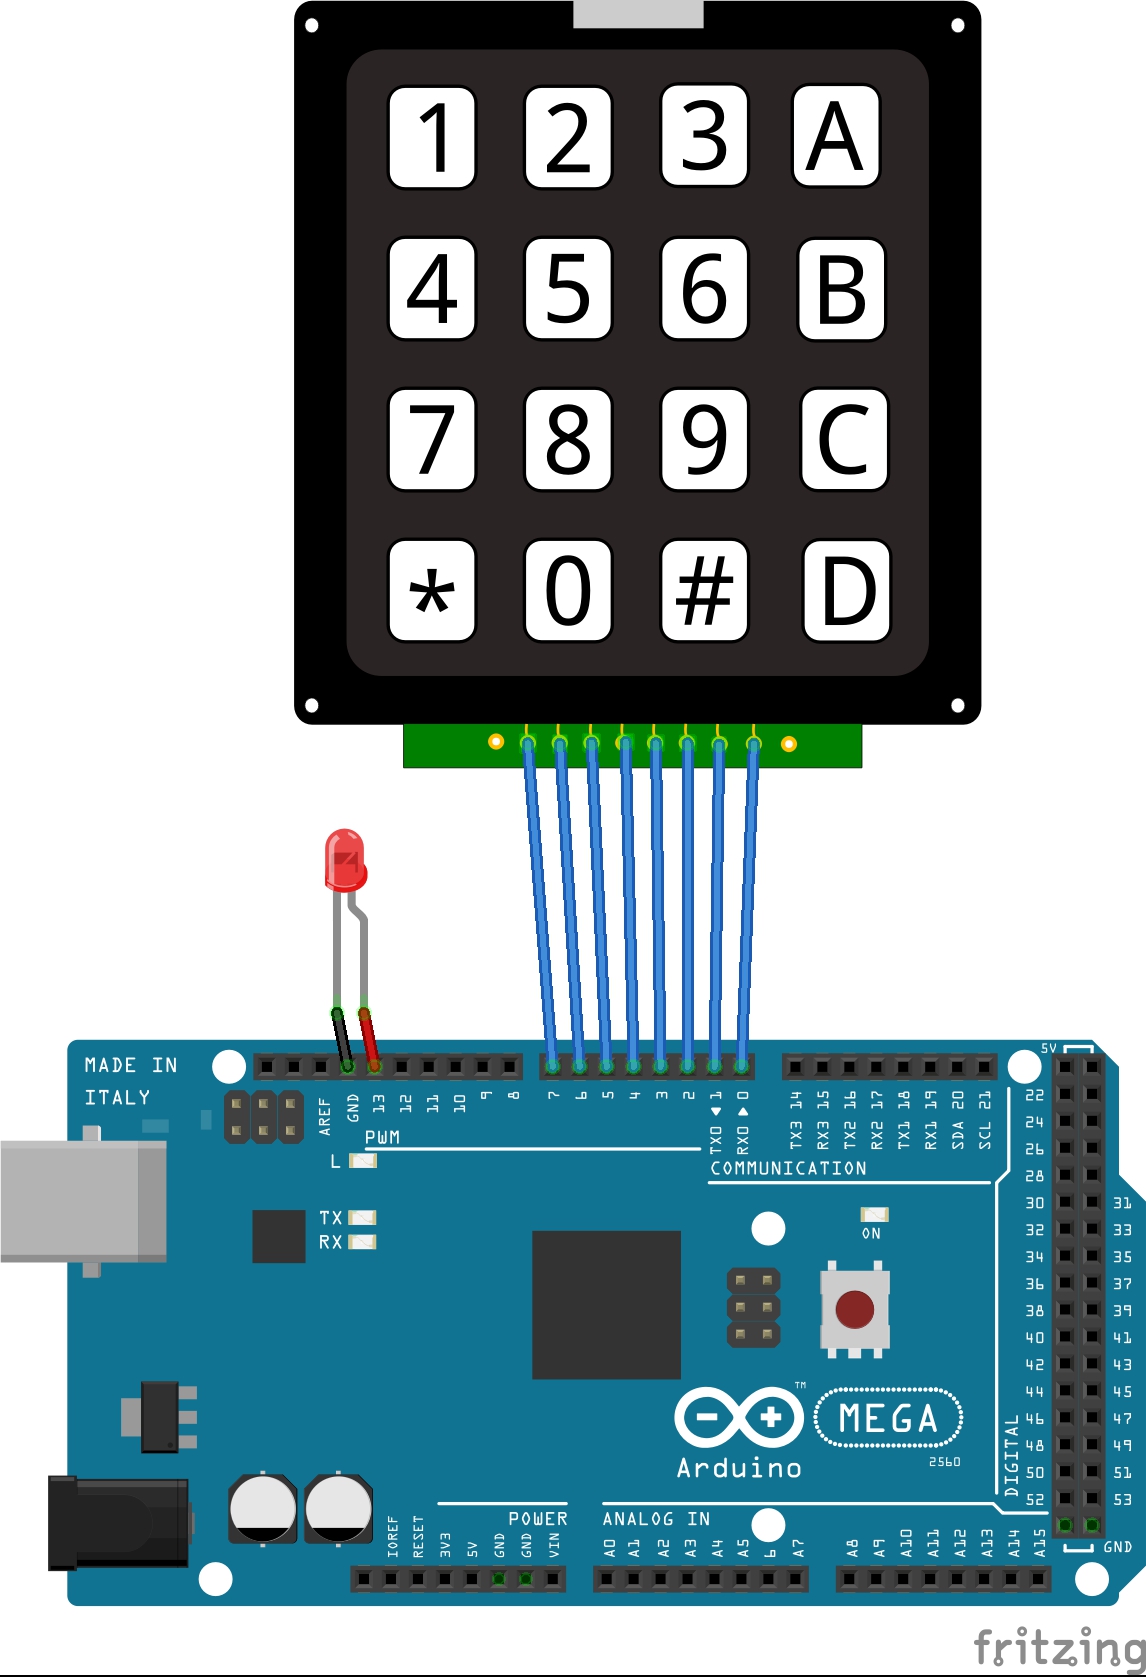 1 2 3 A
4 5 6 B
7 8 9 C
* 0 # D
MADE IN
ITALY
AREF
GND
13
12
11
10
9
8
7
6
5
4
3
2
TX0 1
RX0 0
TX3 14
RX3 15
TX2 16
RX2 17
TX1 18
RX1 19
SDA 20
SCL 21
PWM
COMMUNICATION
L
TX
RX
ON
5V
22
24
26
28
30 31
32 33
34 35
36 37
38 39
40 41
42 43
44 45
46 47
48 49
50 51
52 53
GND
DIGITAL
TM
MEGA
2560
Arduino
POWER
ANALOG IN
IOREF
RESET
3V3
5V
GND
GND
VIN
A0
A1
A2
A3
A4
A5
6
A7
A8
A9
A10
A11
A12
A13
A14
A15
fritzing